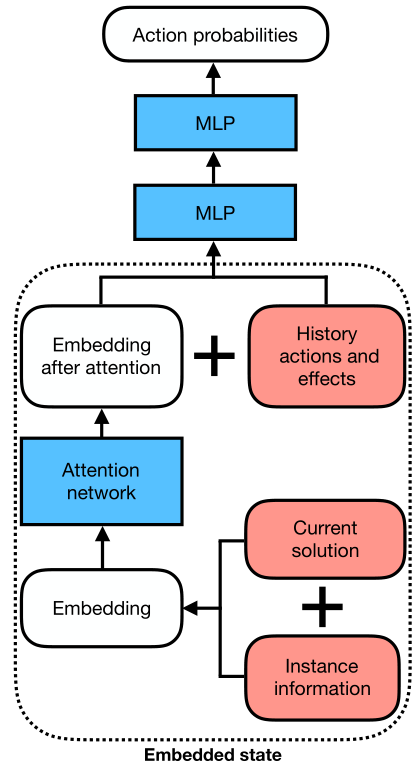 Action probabilities
MLP
MLP
Embedding
after attention
+
History
actions and
effects
Attention
network
Current
solution
+
Embedding
Instance
information
Embedded state